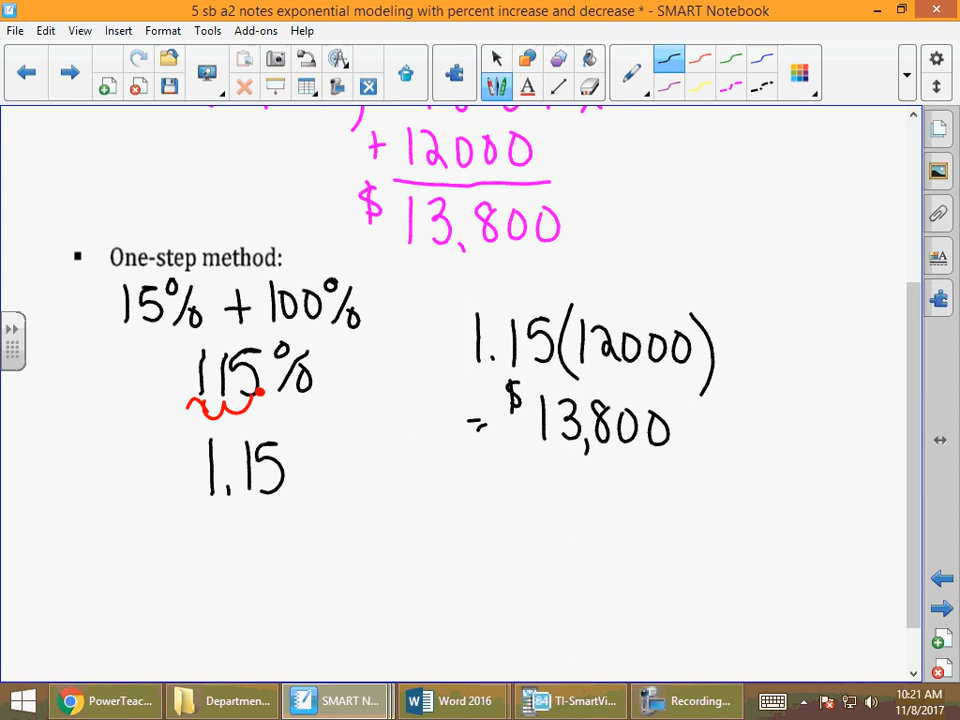 5 sb a2 notes exponential modeling with percent increase and decrease * - SMART Notebook
File Edit View Insert Format Tools Add-ons Help
+ 12000
$ 13,800
▪ One-step method:
15% + 100%
115%
1.15
1.15(12000)
= $ 13,800
PowerTeac... Departmen... SMART N... Word 2016 TI-SmartVi... Recording...
10:21 AM
11/8/2017